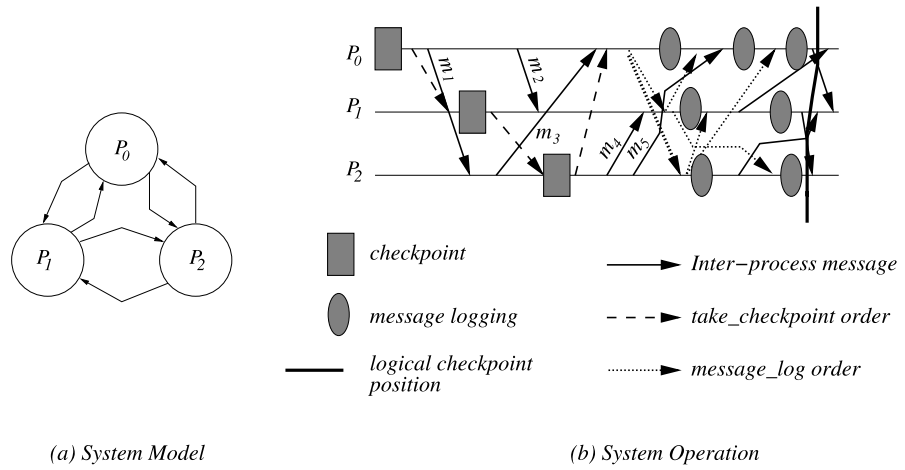 (b) System Operation
P0
P1
P2
m1
m2
m3
m4
m5
P0
P1
P2
checkpoint
message logging
logical checkpoint
position
Inter-process message
take_checkpoint order
message_log order
(a) System Model